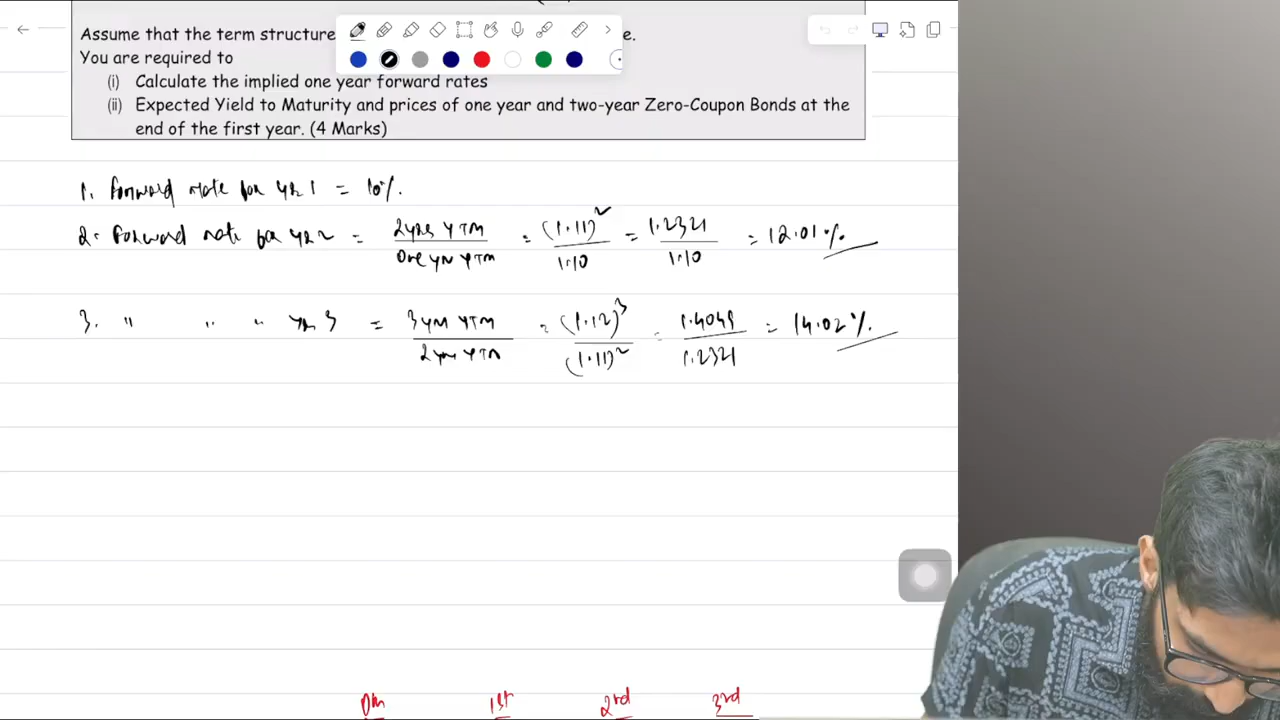 Assume that the term structure e.
You are required to
(i) Calculate the implied one year forward rates
(ii) Expected Yield to Maturity and prices of one year and two-year Zero-Coupon Bonds at the
end of the first year. (4 Marks)
1. Forward rate for yr 1 = 10%.
2. Forward rate for yr 2 = 2yrs YTM / One yr YTM = (1.11)² / 1.10 = 1.2321 / 1.10 = 12.01%
3. " " " yr 3 = 3yrs YTM / 2yrs YTM = (1.12)³ / (1.11)² = 1.4049 / 1.2321 = 14.02%
0th 1st 2nd 3rd